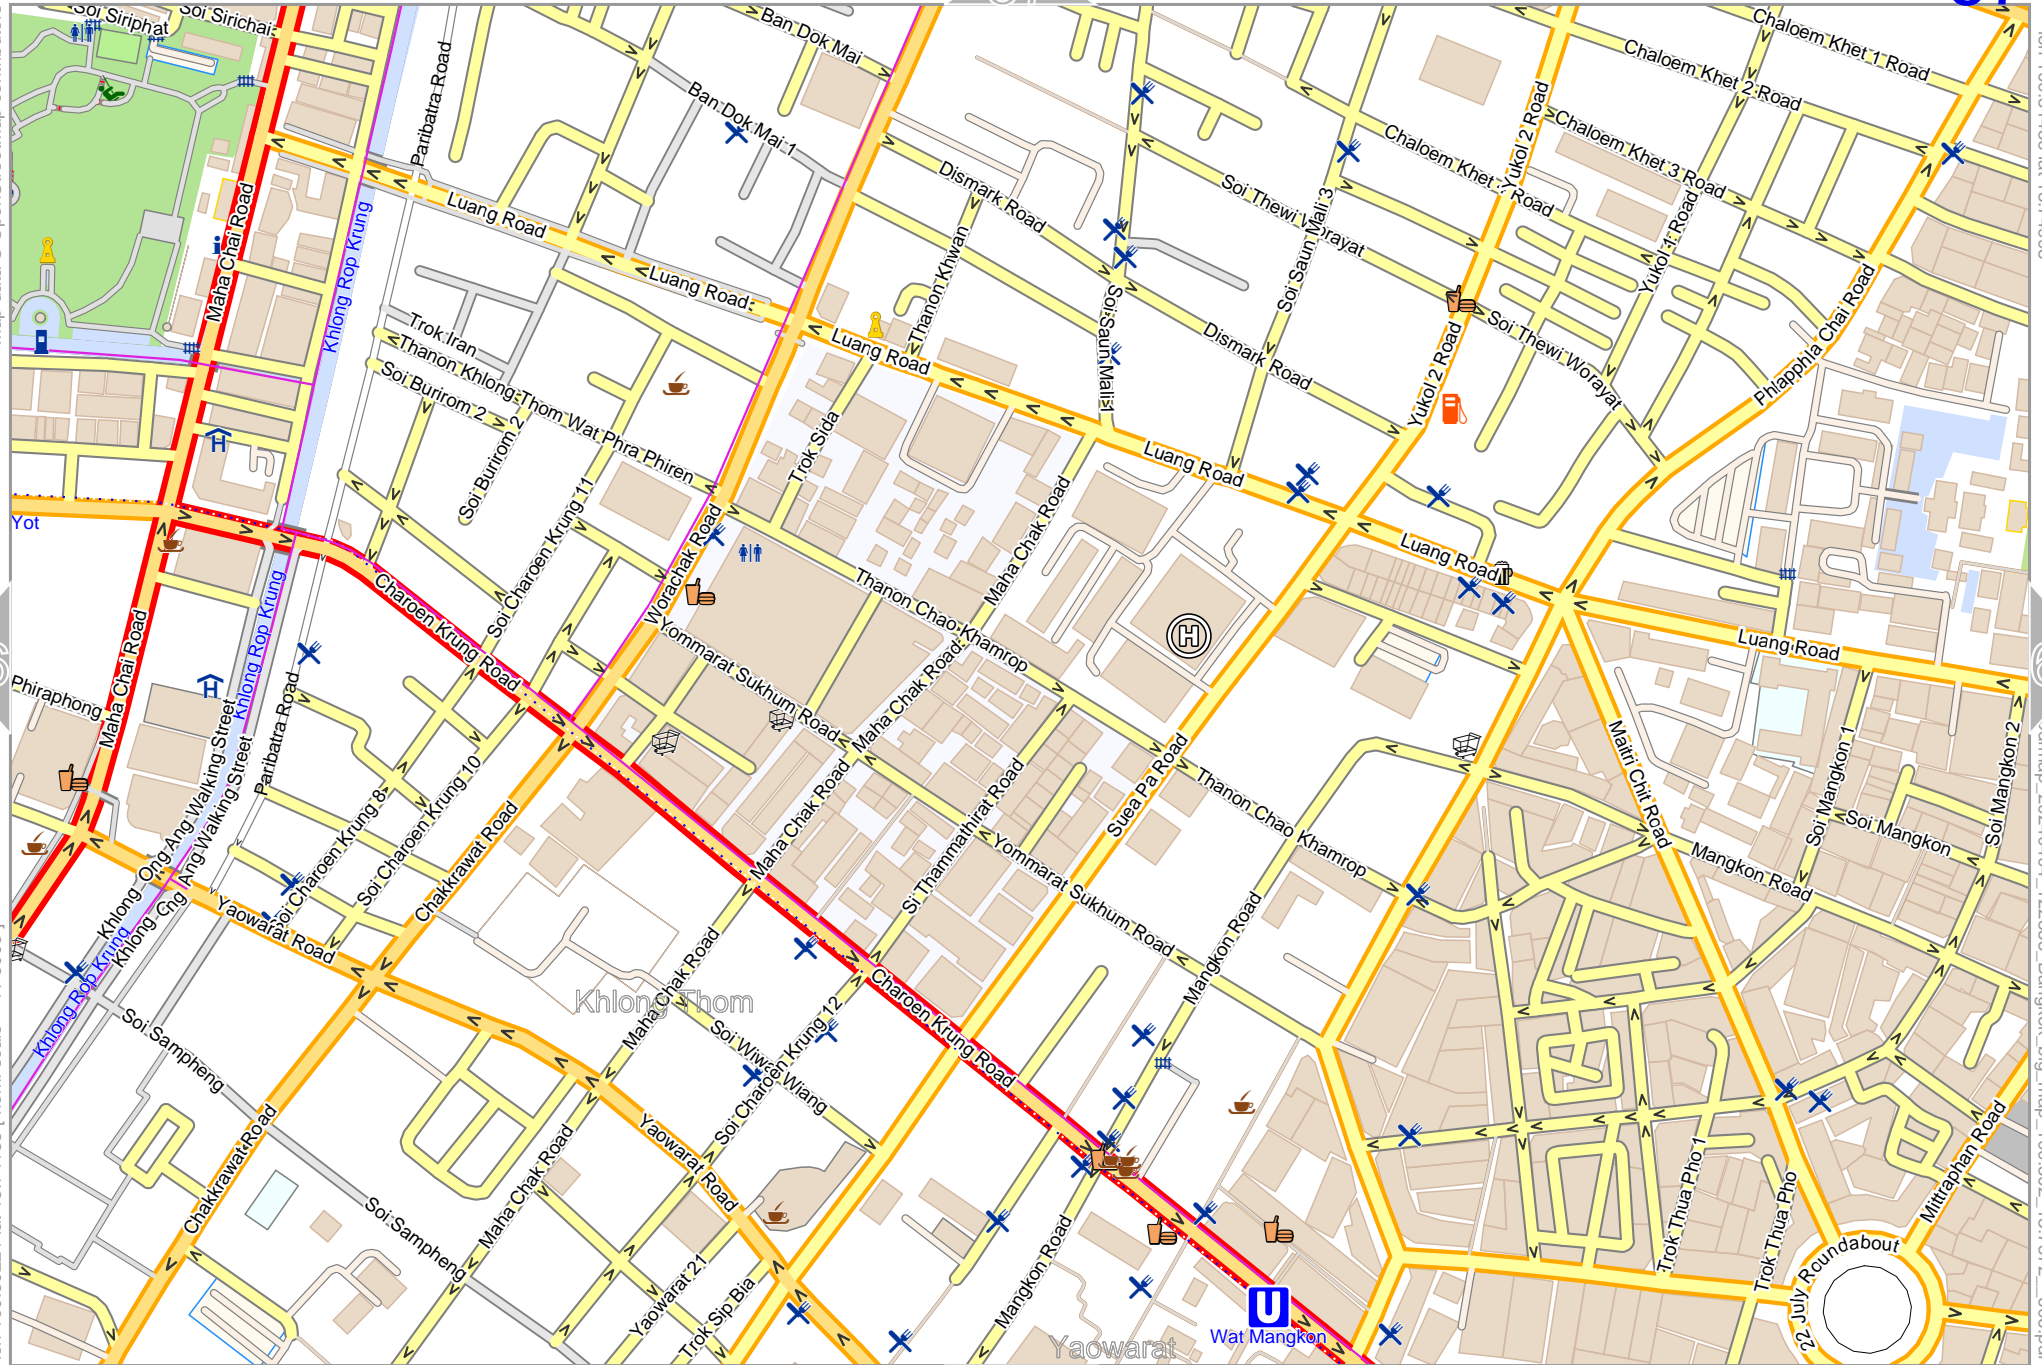 Soi Siriphat
Soi Sirichai
Ban Dok Mai
Chaloem Khet 1 Road
Chaloem Khet 2 Road
Paribatra Road
Ban Dok Mai 1
Yukol 2 Road
Chaloem Khet 3 Road
Chaloem Khet 2 Road
Dismark Road
Soi Thewi Worayat
Maha Chai Road
Luang Road
Khlong Rop Krung
Thanon Khwan
Soi Saun Mali 3
Yukol 1 Road
Luang Road
Luang Road
Soi Saun Mali 1
Dismark Road
Soi Thewi Worayat
Yukol 2 Road
Phlapphla Chai Road
Trok Iran
Thanon Khlong Thom Wat Phra Phiren
Soi Burirom 2
Soi Burirom 2
Trok Sida
Luang Road
Luang Road
Yot
Soi Charoen Krung 11
Worachak Road
Maha Chak Road
Thanon Chao Khamrop
Charoen Krung Road
Khlong Rop Krung
Maha Chai Road
Yommarat Sukhum Road
Maha Chak Road
Luang Road
Phiraphong
Paribatra Road
Khlong Ong Ang Walking Street
Khlong Ong Ang Walking Street
Maitri Chit Road
Soi Mangkon 1
Soi Mangkon 2
Soi Mangkon
Mangkon Road
Suea Pa Road
Thanon Chao Khamrop
Soi Charoen Krung 8
Soi Charoen Krung 10
Chakkrawat Road
Maha Chak Road
Si Thammathirat Road
Yommarat Sukhum Road
Mangkon Road
Yaowarat Road
Khlong Rop Krung
Khlong Thom
Maha Chak Road
Charoen Krung Road
Soi Charoen Krung 12
Soi Wiwa Wiang
Soi Sampheng
Chakkrawat Road
Yaowarat Road
Maha Chak Road
Soi Sampheng
Mangkon Road
Yaowarat 21
Trok Sip Bia
Trok Thua Pho 1
Trok Thua Pho
Mittraphan Road
22 July Roundabout
U
Wat Mangkon
Yaowarat